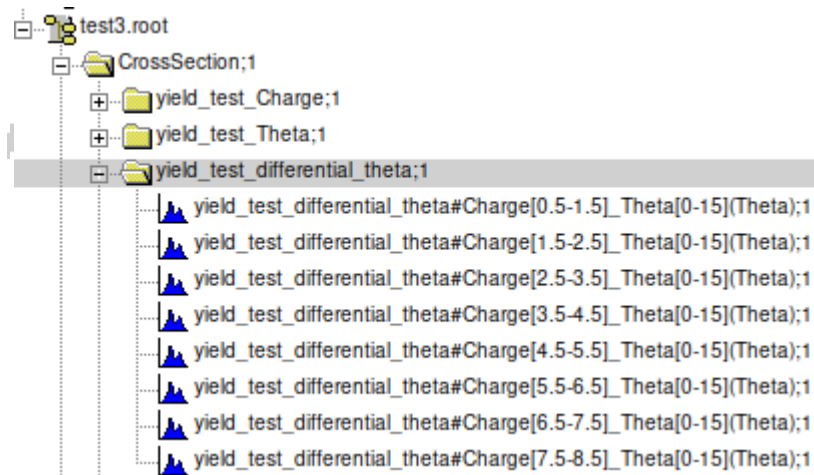 test3.root
CrossSection;1
yield_test_Charge;1
yield_test_Theta;1
yield_test_differential_theta;1
yield_test_differential_theta#Charge[0.5-1.5]_Theta[0-15](Theta);1
yield_test_differential_theta#Charge[1.5-2.5]_Theta[0-15](Theta);1
yield_test_differential_theta#Charge[2.5-3.5]_Theta[0-15](Theta);1
yield_test_differential_theta#Charge[3.5-4.5]_Theta[0-15](Theta);1
yield_test_differential_theta#Charge[4.5-5.5]_Theta[0-15](Theta);1
yield_test_differential_theta#Charge[5.5-6.5]_Theta[0-15](Theta);1
yield_test_differential_theta#Charge[6.5-7.5]_Theta[0-15](Theta);1
yield_test_differential_theta#Charge[7.5-8.5]_Theta[0-15](Theta);1